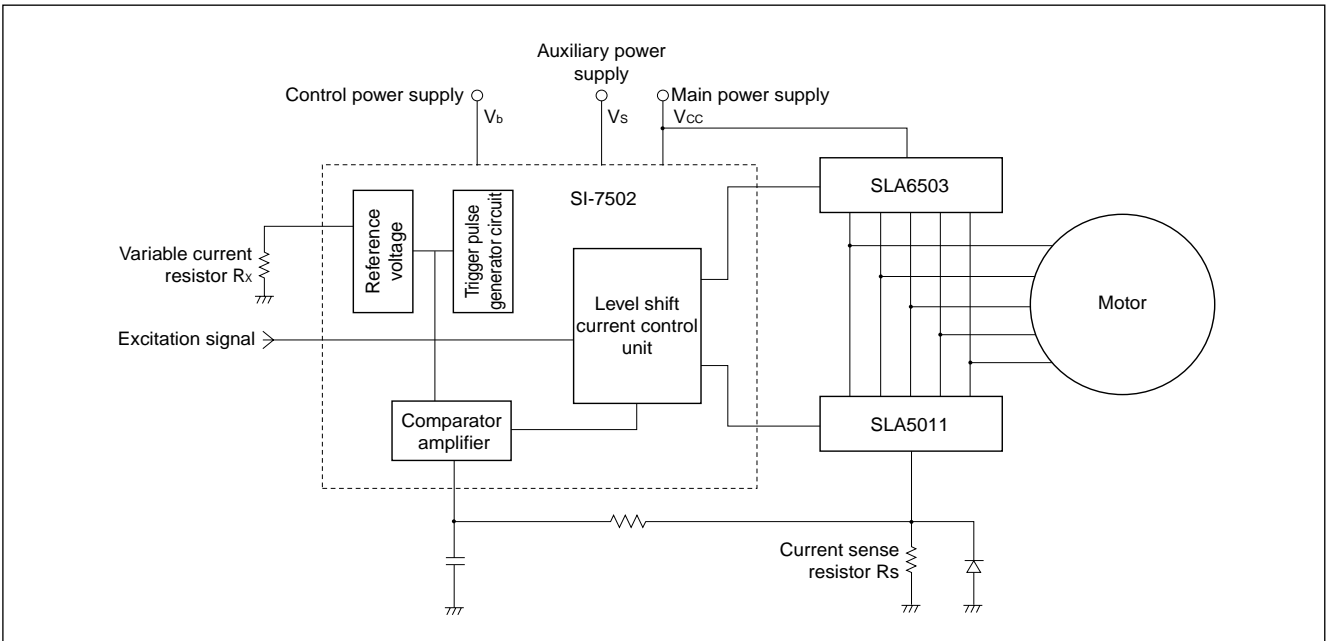 Auxiliary power
supply
Control power supply
Main power supply
Vb
Vs
Vcc
SI-7502
SLA6503
Reference
voltage
Trigger pulse
generator circuit
Variable current
resistor Rx
Level shift
current control
unit
Motor
Excitation signal
Comparator
amplifier
SLA5011
Current sense
resistor Rs